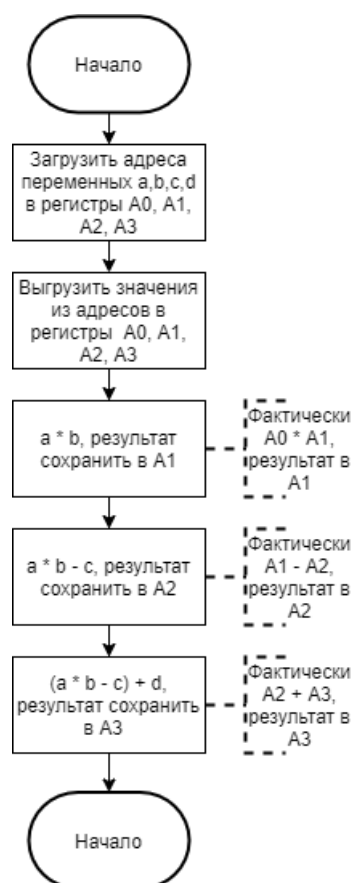 Начало
Загрузить адреса
переменных a,b,c,d
в регистры A0, A1,
A2, A3
Выгрузить значения
из адресов в
регистры A0, A1,
A2, A3
a * b, результат
сохранить в A1
Фактически
A0 * A1,
результат в
A1
a * b - c, результат
сохранить в A2
Фактически
A1 - A2,
результат в
A2
(a * b - c) + d,
результат сохранить
в A3
Фактически
A2 + A3,
результат в
A3
Начало